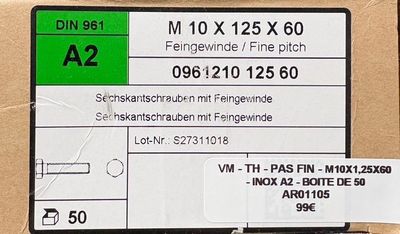 DIN 961
A2
M 10 X 125 X 60
Feingewinde / Fine pitch
0961210 125 60
Sechskantschrauben mit Feingewinde
Sechskantschrauben mit Feingewinde
Lot-Nr.: S27311018
50
VM - TH - PAS FIN - M10X1,25X60
- INOX A2 - BOITE DE 50
AR01105
99€